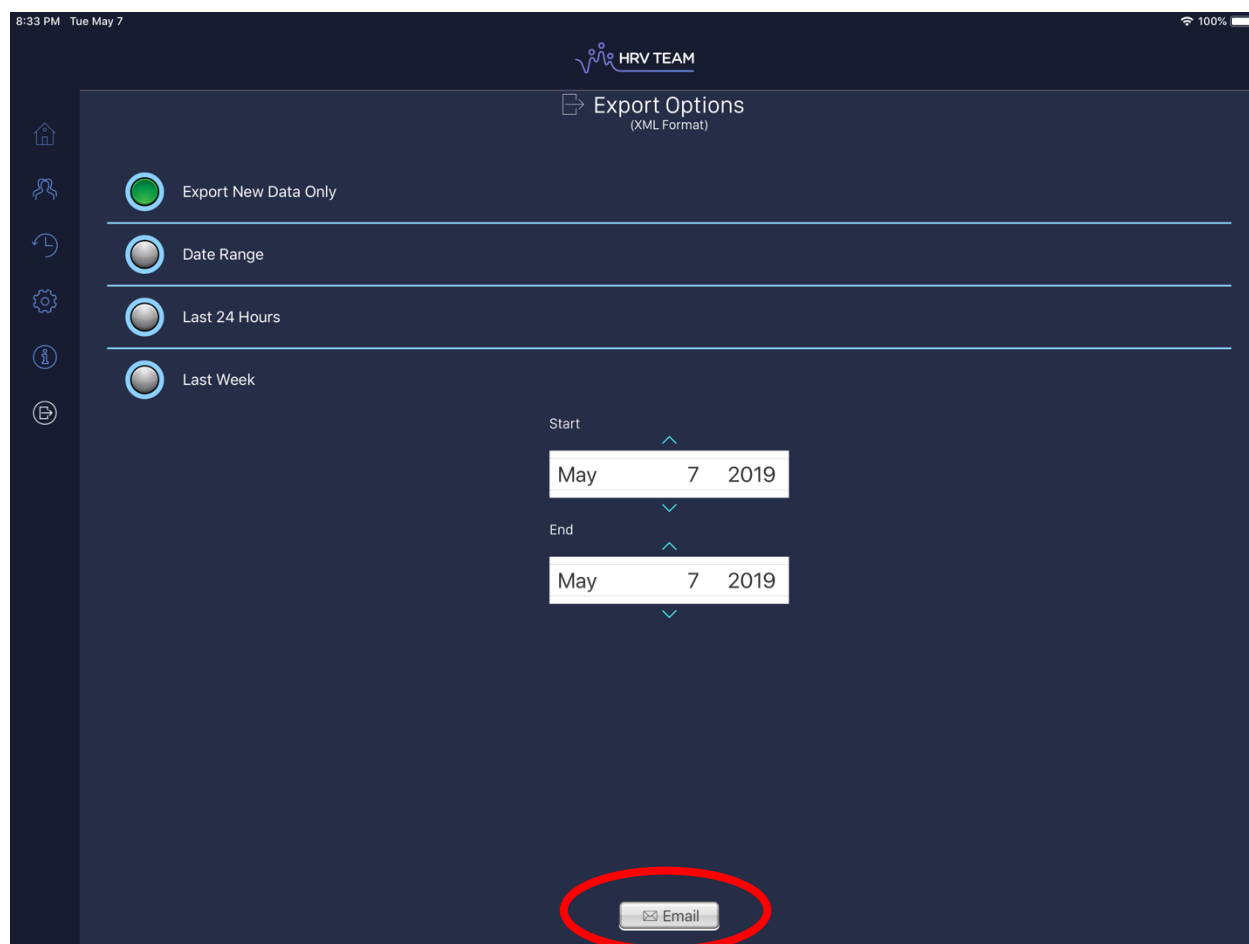 8:33 PM Tue May 7 100%
HRV TEAM
Export Options
(XML Format)
Export New Data Only
Date Range
Last 24 Hours
Last Week
Start
May 7 2019
End
May 7 2019
Email